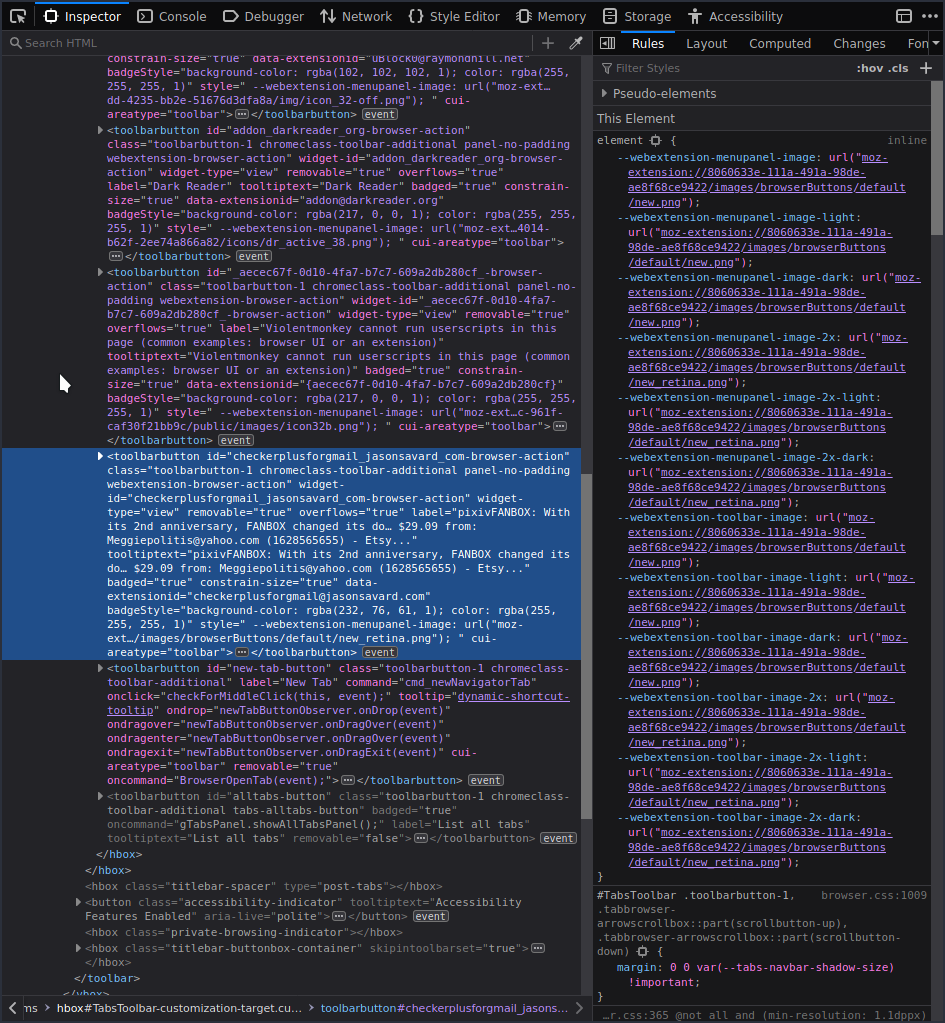 Inspector Console Debugger Network Style Editor Memory Storage Accessibility
Search HTML
constrain-size="true" data-extensionid="uBlock0@raymondhill.net"
badgeStyle="background-color: rgba(102, 102, 102, 1); color: rgba(255,
255, 255, 1)" style=" --webextension-menupanel-image: url("moz-ext…
dd-4235-bb2e-51676d3dfa8a/img/icon_32-off.png"); " cui-
areatype="toolbar"></toolbarbutton> event
<toolbarbutton id="addon_darkreader_org-browser-action"
class="toolbarbutton-1 chromeclass-toolbar-additional panel-no-padding
webextension-browser-action" widget-id="addon_darkreader_org-browser-
action" widget-type="view" removable="true" overflows="true"
label="Dark Reader" tooltiptext="Dark Reader" badged="true" constrain-
size="true" data-extensionid="addon@darkreader.org"
badgeStyle="background-color: rgba(217, 0, 0, 1); color: rgba(255, 255,
255, 1)" style=" --webextension-menupanel-image: url("moz-ext…4014-
b62f-2ee74a866a82/icons/dr_active_38.png"); " cui-areatype="toolbar">
</toolbarbutton> event
<toolbarbutton id="_aecec67f-0d10-4fa7-b7c7-609a2db280cf_-browser-
action" class="toolbarbutton-1 chromeclass-toolbar-additional panel-no-
padding webextension-browser-action" widget-id="_aecec67f-0d10-4fa7-
b7c7-609a2db280cf_-browser-action" widget-type="view" removable="true"
overflows="true" label="Violentmonkey cannot run userscripts in this
page (common examples: browser UI or an extension)"
tooltiptext="Violentmonkey cannot run userscripts in this page (common
examples: browser UI or an extension)" badged="true" constrain-
size="true" data-extensionid="{aecec67f-0d10-4fa7-b7c7-609a2db280cf}"
badgeStyle="background-color: rgba(217, 0, 0, 1); color: rgba(255, 255,
255, 1)" style=" --webextension-menupanel-image: url("moz-ext…c-961f-
caf30f21bb9c/public/images/icon32b.png"); " cui-areatype="toolbar">
</toolbarbutton> event
<toolbarbutton id="checkerplusforgmail_jasonsavard_com-browser-action"
class="toolbarbutton-1 chromeclass-toolbar-additional panel-no-padding
webextension-browser-action" widget-
id="checkerplusforgmail_jasonsavard_com-browser-action" widget-
type="view" removable="true" overflows="true" label="pixivFANBOX: With
its 2nd anniversary, FANBOX changed its do… $29.09 from:
Meggiepolitis@yahoo.com (1628565655) - Etsy..."
tooltiptext="pixivFANBOX: With its 2nd anniversary, FANBOX changed its
do… $29.09 from: Meggiepolitis@yahoo.com (1628565655) - Etsy..."
badged="true" constrain-size="true" data-
extensionid="checkerplusforgmail@jasonsavard.com"
badgeStyle="background-color: rgba(232, 76, 61, 1); color: rgba(255,
255, 255, 1)" style=" --webextension-menupanel-image: url("moz-
ext…/images/browserButtons/default/new_retina.png"); " cui-
areatype="toolbar"></toolbarbutton> event
<toolbarbutton id="new-tab-button" class="toolbarbutton-1 chromeclass-
toolbar-additional" label="New Tab" command="cmd_newNavigatorTab"
onclick="checkForMiddleClick(this, event);" tooltip="dynamic-shortcut-
tooltip" ondrop="newTabButtonObserver.onDrop(event)"
ondragover="newTabButtonObserver.onDragOver(event)"
ondragenter="newTabButtonObserver.onDragOver(event)"
ondragexit="newTabButtonObserver.onDragExit(event)" cui-
areatype="toolbar" removable="true"
oncommand="BrowserOpenTab(event);"></toolbarbutton> event
<toolbarbutton id="alltabs-button" class="toolbarbutton-1 chromeclass-
toolbar-additional tabs-alltabs-button" badged="true"
oncommand="gTabsPanel.showAllTabsPanel();" label="List all tabs"
tooltiptext="List all tabs" removable="false"></toolbarbutton> event
</hbox>
</hbox>
<hbox class="titlebar-spacer" type="post-tabs"></hbox>
<button class="accessibility-indicator" tooltiptext="Accessibility
Features Enabled" aria-live="polite"></button> event
<hbox class="private-browsing-indicator"></hbox>
<hbox class="titlebar-buttonbox-container" skipintoolbarset="true">
</hbox>
</toolbar>
</vbox>
ms hbox#TabsToolbar-customization-target.cu… toolbarbutton#checkerplusforgmail_jasons…
Rules Layout Computed Changes Fon
Filter Styles :hov .cls
Pseudo-elements
This Element
element { inline
--webextension-menupanel-image: url("moz-
extension://8060633e-111a-491a-98de-
ae8f68ce9422/images/browserButtons/default
/new.png");
--webextension-menupanel-image-light:
url("moz-extension://8060633e-111a-491a-
98de-ae8f68ce9422/images/browserButtons
/default/new.png");
--webextension-menupanel-image-dark: url("moz-
extension://8060633e-111a-491a-98de-
ae8f68ce9422/images/browserButtons/default
/new.png");
--webextension-menupanel-image-2x: url("moz-
extension://8060633e-111a-491a-98de-
ae8f68ce9422/images/browserButtons/default
/new_retina.png");
--webextension-menupanel-image-2x-light:
url("moz-extension://8060633e-111a-491a-
98de-ae8f68ce9422/images/browserButtons
/default/new_retina.png");
--webextension-menupanel-image-2x-dark:
url("moz-extension://8060633e-111a-491a-
98de-ae8f68ce9422/images/browserButtons
/default/new_retina.png");
--webextension-toolbar-image: url("moz-
extension://8060633e-111a-491a-98de-
ae8f68ce9422/images/browserButtons/default
/new.png");
--webextension-toolbar-image-light: url("moz-
extension://8060633e-111a-491a-98de-
ae8f68ce9422/images/browserButtons/default
/new.png");
--webextension-toolbar-image-dark: url("moz-
extension://8060633e-111a-491a-98de-
ae8f68ce9422/images/browserButtons/default
/new.png");
--webextension-toolbar-image-2x: url("moz-
extension://8060633e-111a-491a-98de-
ae8f68ce9422/images/browserButtons/default
/new_retina.png");
--webextension-toolbar-image-2x-light:
url("moz-extension://8060633e-111a-491a-
98de-ae8f68ce9422/images/browserButtons
/default/new_retina.png");
--webextension-toolbar-image-2x-dark:
url("moz-extension://8060633e-111a-491a-
98de-ae8f68ce9422/images/browserButtons
/default/new_retina.png");
}
#TabsToolbar .toolbarbutton-1, browser.css:1009
.tabbrowser-
arrowscrollbox::part(scrollbutton-up),
.tabbrowser-arrowscrollbox::part(scrollbutton-
down) {
margin: 0 0 var(--tabs-navbar-shadow-size)
!important;
}
…r.css:365 @not all and (min-resolution: 1.1dppx)